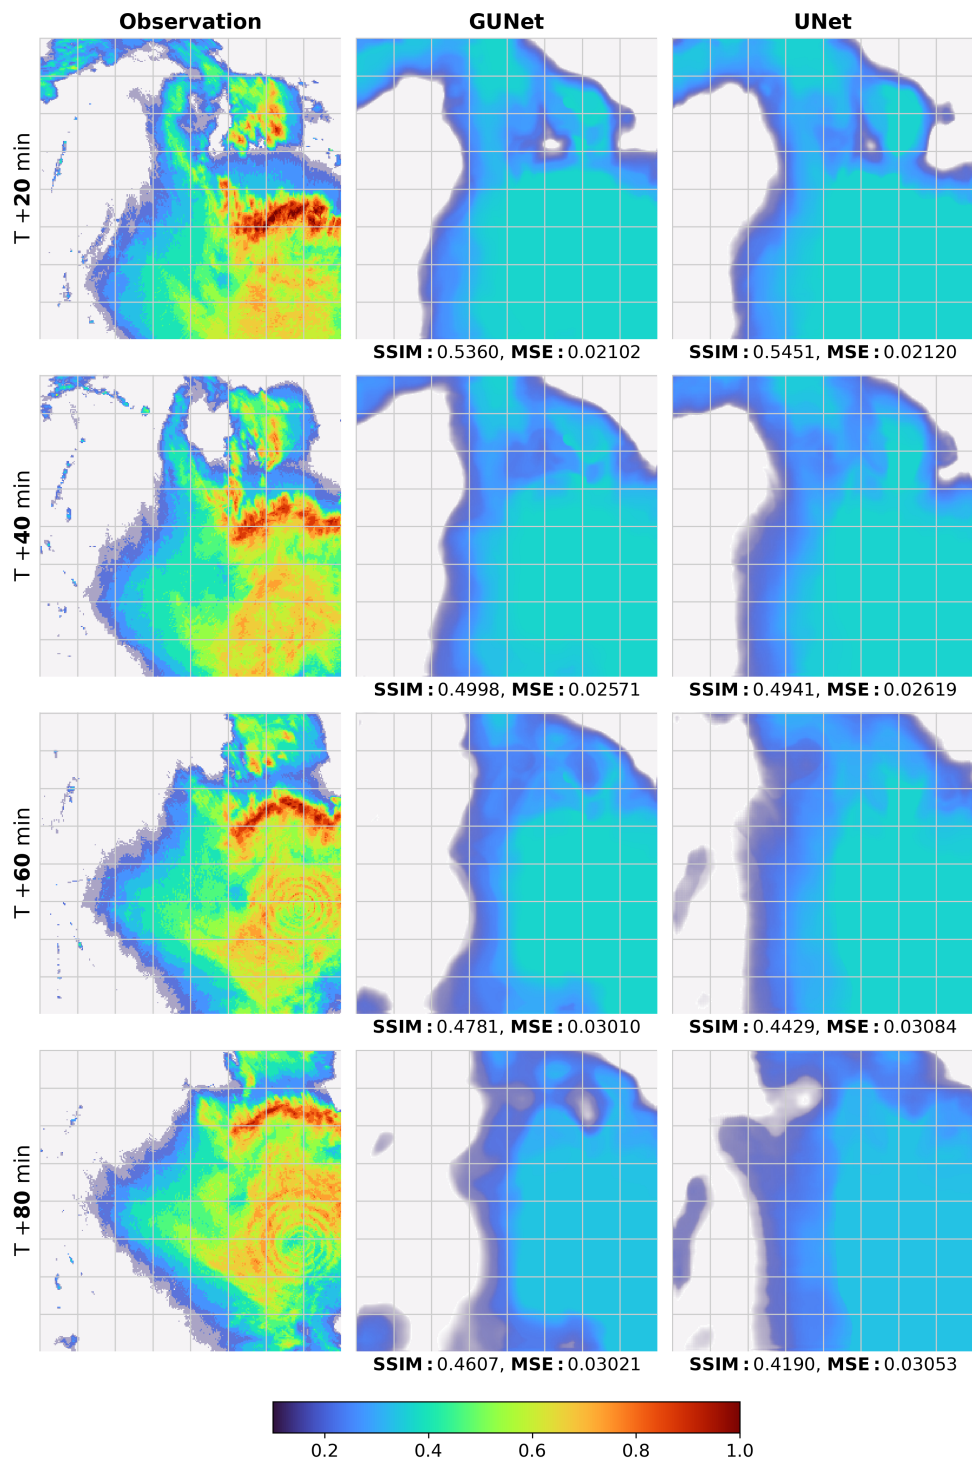 Observation GUNet UNet
T +20 min
SSIM: 0.5360, MSE: 0.02102 SSIM: 0.5451, MSE: 0.02120
T +40 min
SSIM: 0.4998, MSE: 0.02571 SSIM: 0.4941, MSE: 0.02619
T +60 min
SSIM: 0.4781, MSE: 0.03010 SSIM: 0.4429, MSE: 0.03084
T +80 min
SSIM: 0.4607, MSE: 0.03021 SSIM: 0.4190, MSE: 0.03053
0.2 0.4 0.6 0.8 1.0